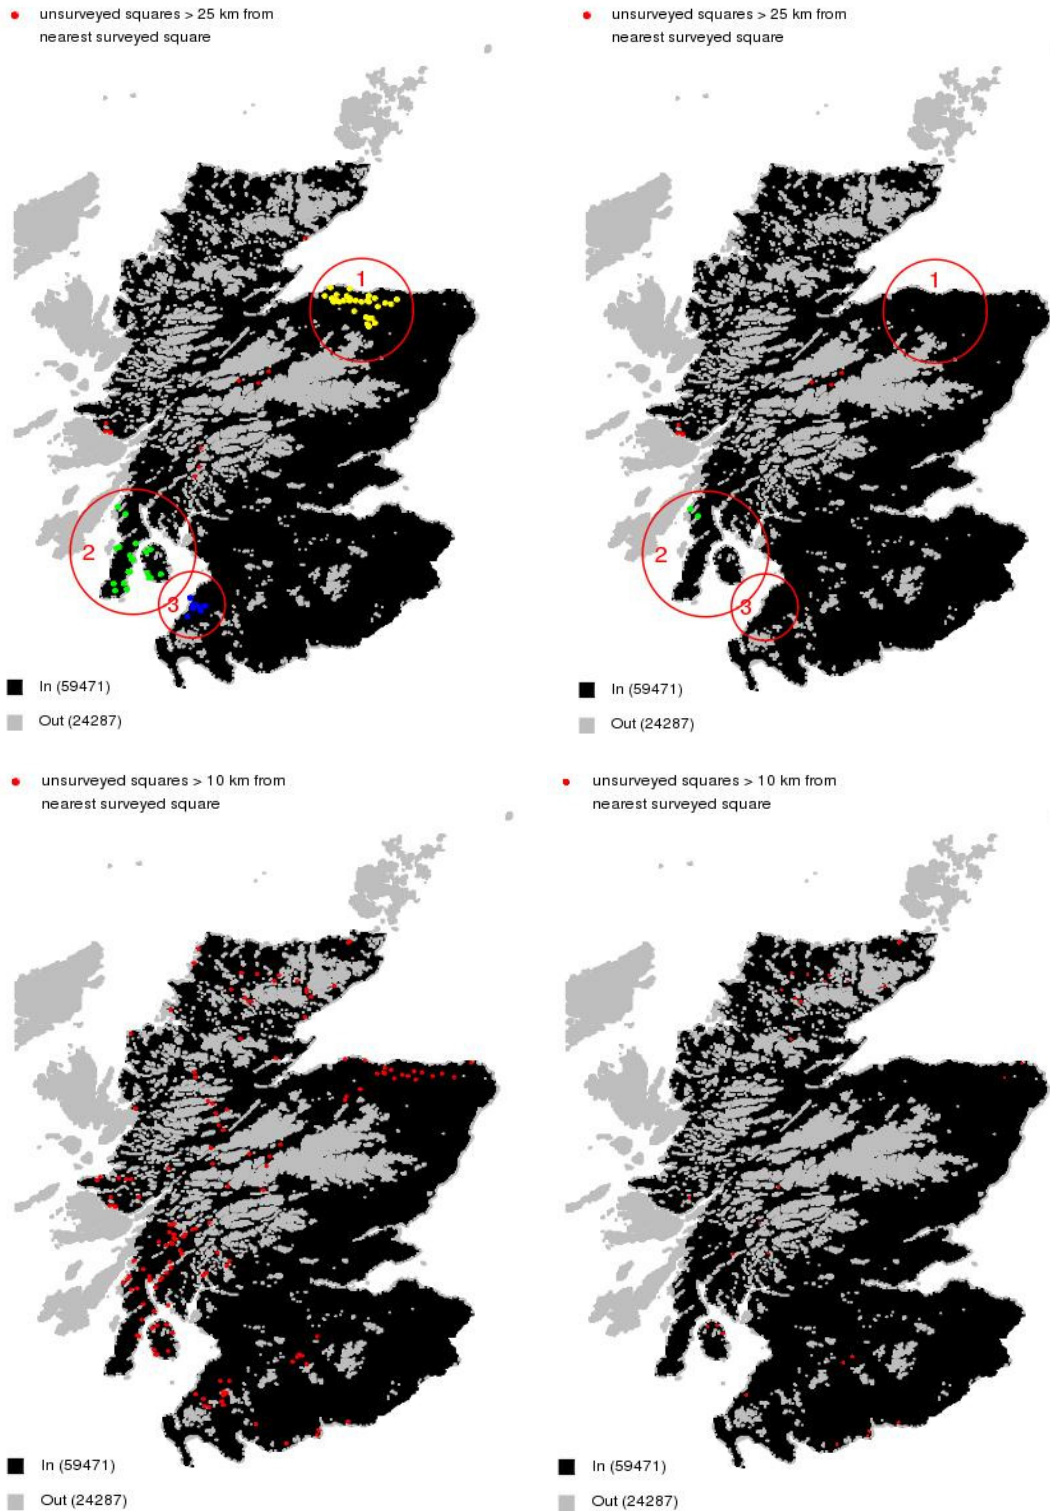 unsurveyed squares > 25 km from
nearest surveyed square
1
2
3
In (59471)
Out (24287)
unsurveyed squares > 25 km from
nearest surveyed square
1
2
3
In (59471)
Out (24287)
unsurveyed squares > 10 km from
nearest surveyed square
In (59471)
Out (24287)
unsurveyed squares > 10 km from
nearest surveyed square
In (59471)
Out (24287)